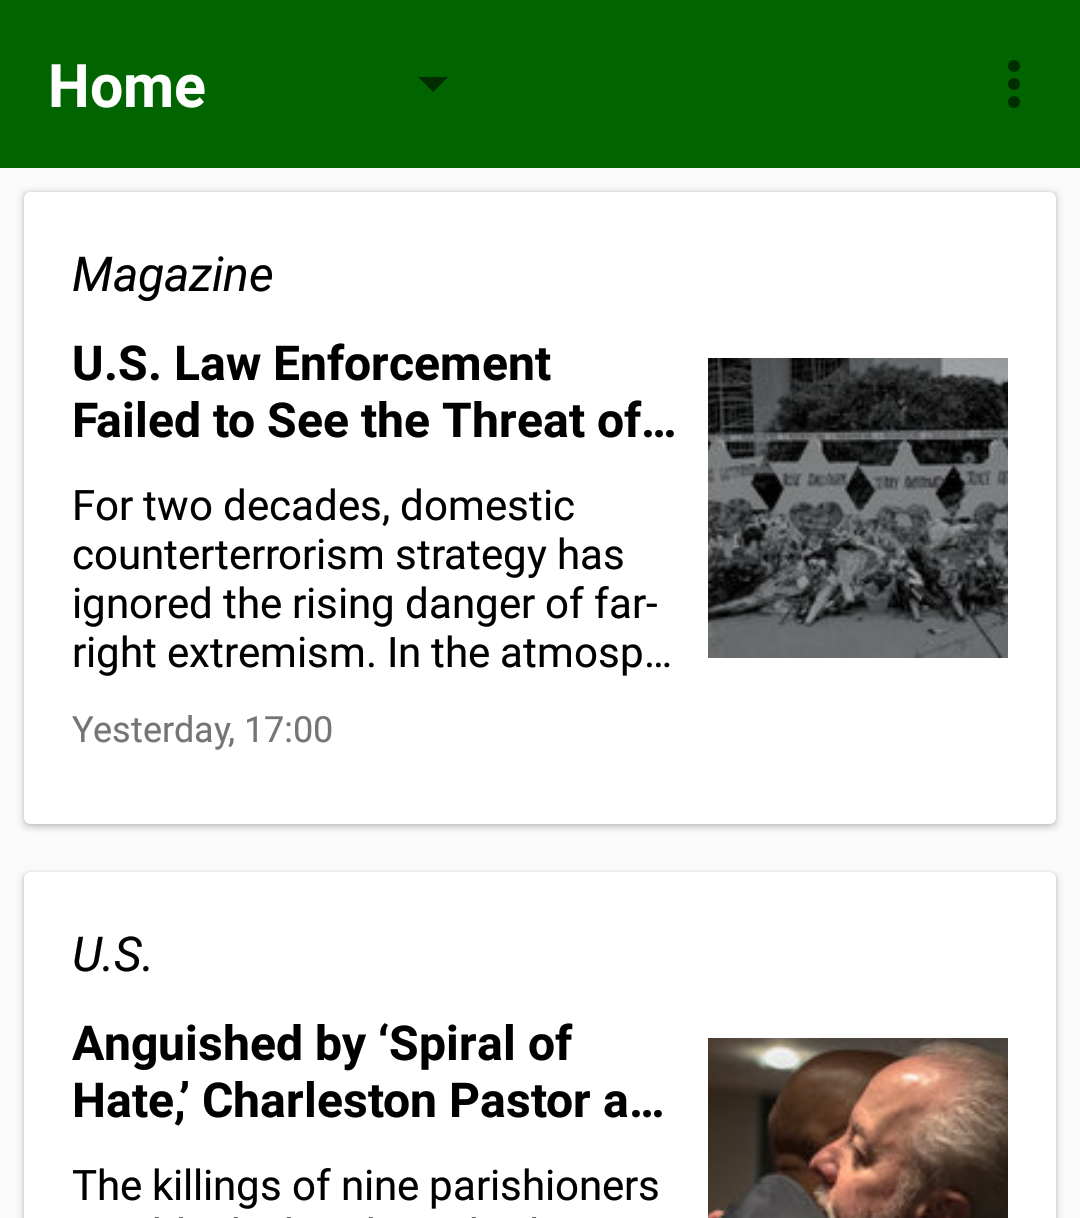 Home
Magazine
U.S. Law Enforcement
Failed to See the Threat of…
For two decades, domestic
counterterrorism strategy has
ignored the rising danger of far-
right extremism. In the atmosp…
Yesterday, 17:00
U.S.
Anguished by ‘Spiral of
Hate,’ Charleston Pastor a…
The killings of nine parishioners